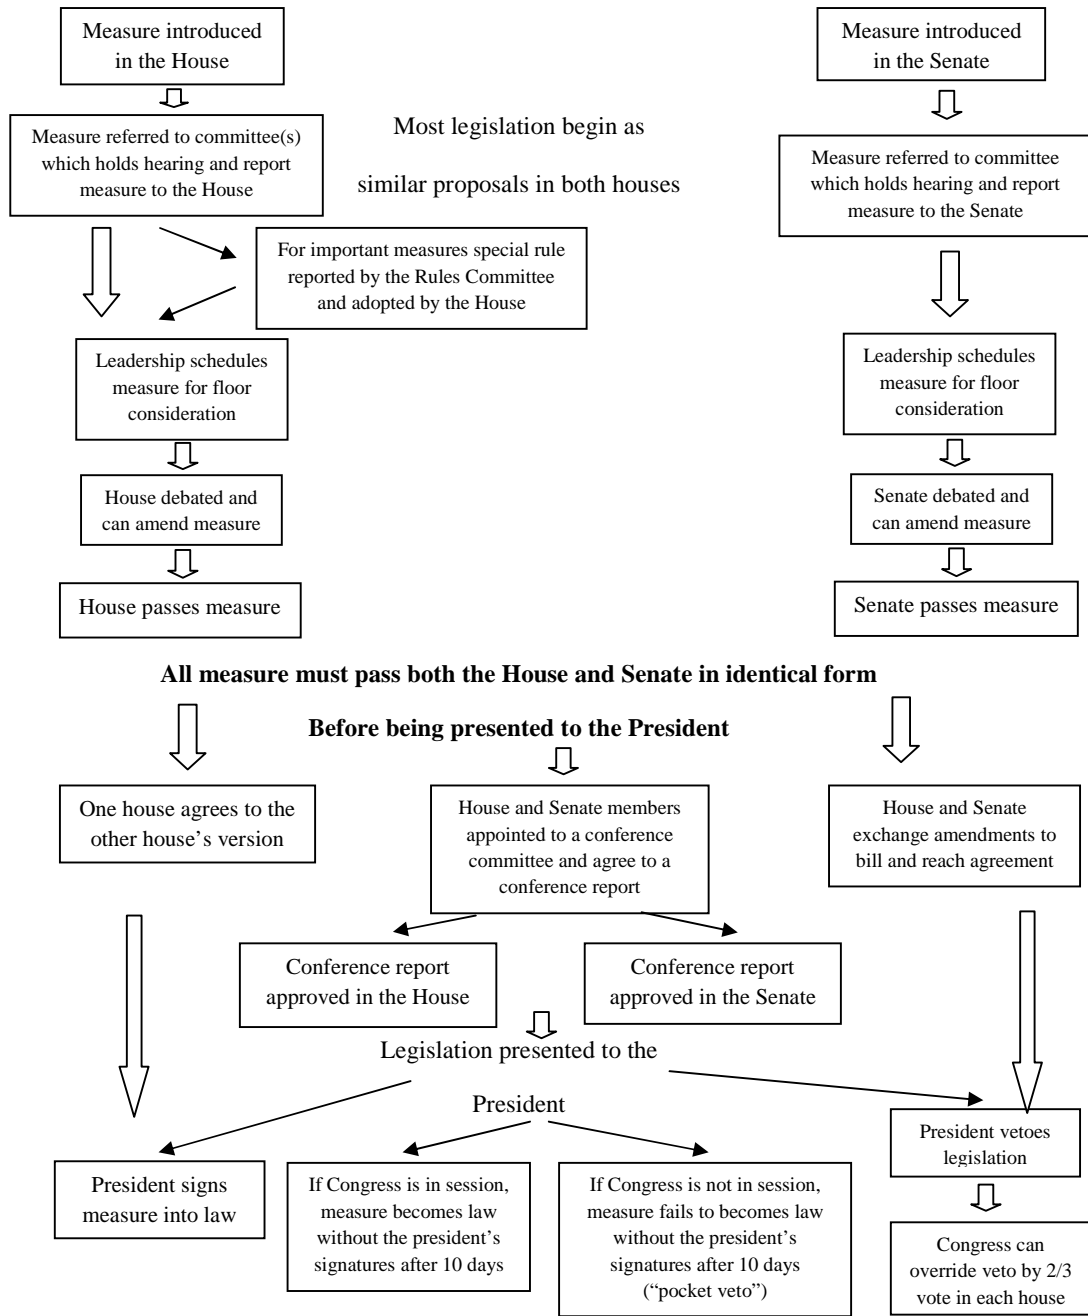 Measure introduced
in the House
Measure introduced
in the Senate
Measure referred to committee(s)
which holds hearing and report
measure to the House
Most legislation begin as
similar proposals in both houses
Measure referred to committee
which holds hearing and report
measure to the Senate
For important measures special rule
reported by the Rules Committee
and adopted by the House
Leadership schedules
measure for floor
consideration
Leadership schedules
measure for floor
consideration
House debated and
can amend measure
Senate debated and
can amend measure
House passes measure
Senate passes measure
All measure must pass both the House and Senate in identical form
Before being presented to the President
One house agrees to the
other house’s version
House and Senate members
appointed to a conference
committee and agree to a
conference report
House and Senate
exchange amendments to
bill and reach agreement
Conference report
approved in the House
Conference report
approved in the Senate
Legislation presented to the
President
President signs
measure into law
If Congress is in session,
measure becomes law
without the president’s
signatures after 10 days
If Congress is not in session,
measure fails to becomes law
without the president’s
signatures after 10 days
(“pocket veto”)
President vetoes
legislation
Congress can
override veto by 2/3
vote in each house